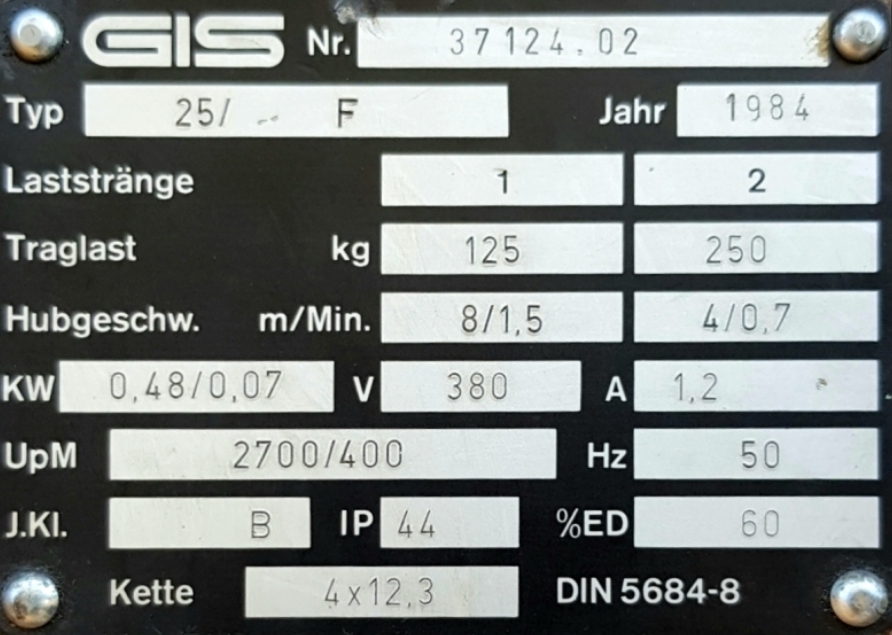 GIS Nr. 37124.02
Typ 25/ F Jahr 1984
Laststränge 1 2
Traglast kg 125 250
Hubgeschw. m/Min. 8/1,5 4/0,7
KW 0,48/0,07 V 380 A 1,2
UpM 2700/400 Hz 50
J.Kl. B IP 44 %ED 60
Kette 4x12,3 DIN 5684-8